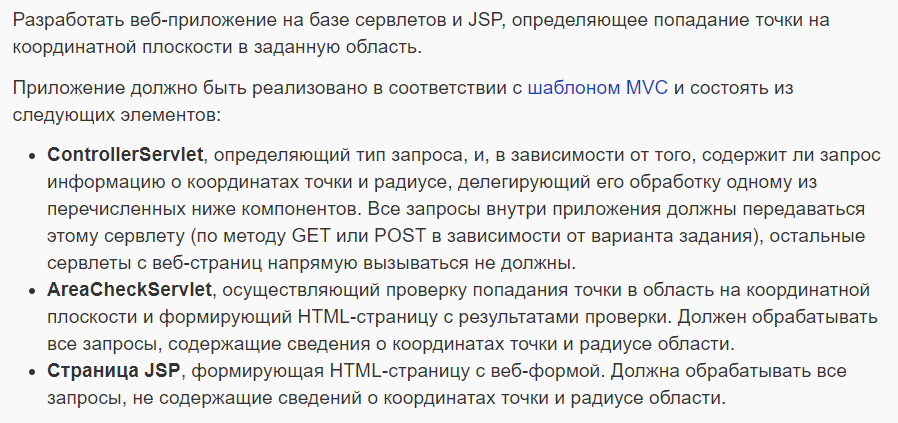 Разработать веб-приложение на базе сервлетов и JSP, определяющее попадание точки на
координатной плоскости в заданную область.
Приложение должно быть реализовано в соответствии с шаблоном MVC и состоять из
следующих элементов:
• ControllerServlet, определяющий тип запроса, и, в зависимости от того, содержит ли запрос
информацию о координатах точки и радиусе, делегирующий его обработку одному из
перечисленных ниже компонентов. Все запросы внутри приложения должны передаваться
этому сервлету (по методу GET или POST в зависимости от варианта задания), остальные
сервлеты с веб-страниц напрямую вызываться не должны.
• AreaCheckServlet, осуществляющий проверку попадания точки в область на координатной
плоскости и формирующий HTML-страницу с результатами проверки. Должен обрабатывать
все запросы, содержащие сведения о координатах точки и радиусе области.
• Страница JSP, формирующая HTML-страницу с веб-формой. Должна обрабатывать все
запросы, не содержащие сведений о координатах точки и радиусе области.